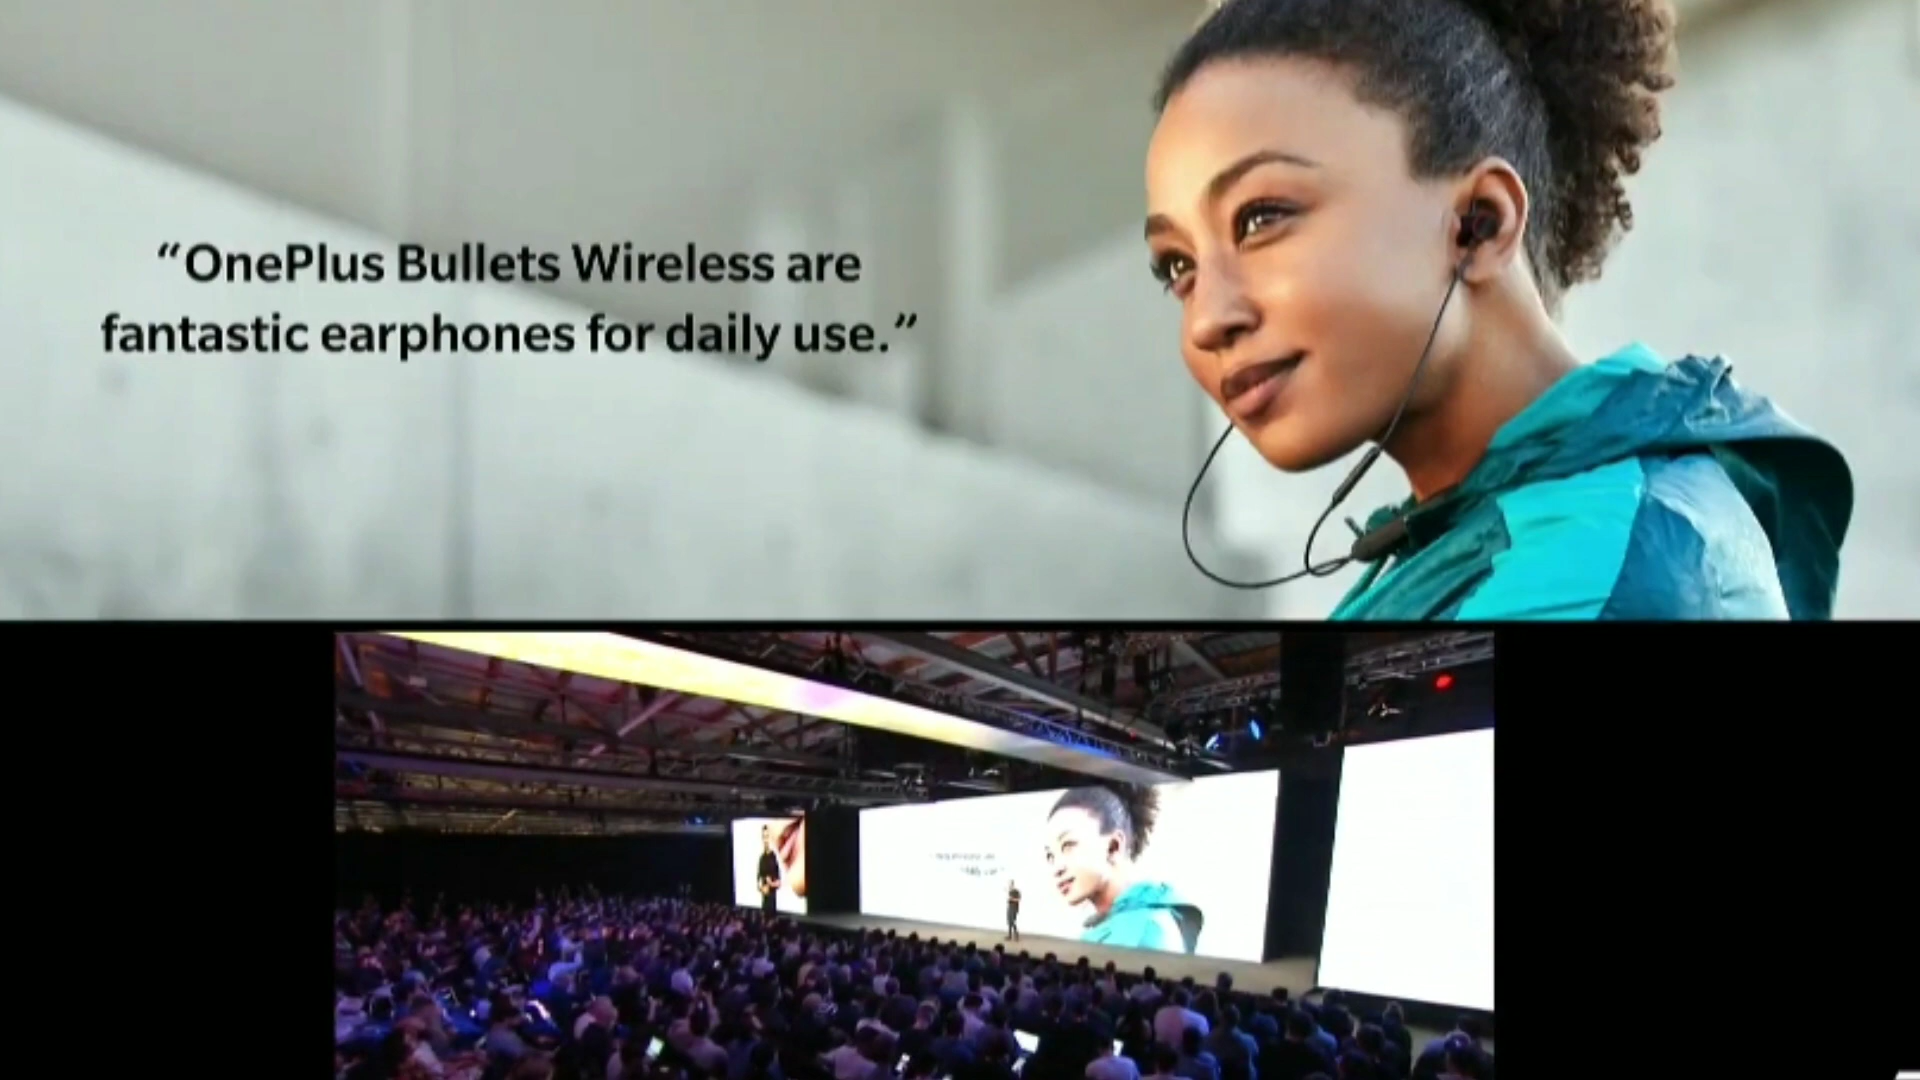 “OnePlus Bullets Wireless are
fantastic earphones for daily use.”